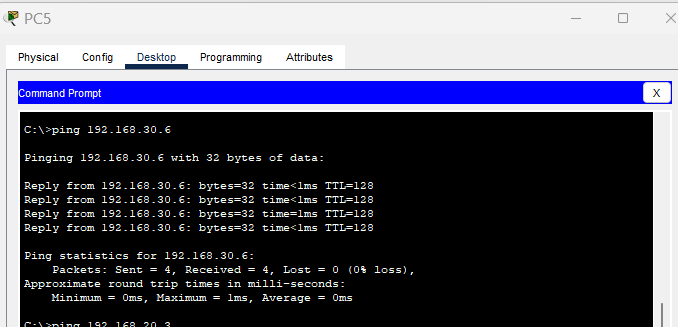 PC5
Physical Config Desktop Programming Attributes
Command Prompt
X
C:\>ping 192.168.30.6
Pinging 192.168.30.6 with 32 bytes of data:
Reply from 192.168.30.6: bytes=32 time<1ms TTL=128
Reply from 192.168.30.6: bytes=32 time<1ms TTL=128
Reply from 192.168.30.6: bytes=32 time=1ms TTL=128
Reply from 192.168.30.6: bytes=32 time<1ms TTL=128
Ping statistics for 192.168.30.6:
Packets: Sent = 4, Received = 4, Lost = 0 (0% loss),
Approximate round trip times in milli-seconds:
Minimum = 0ms, Maximum = 1ms, Average = 0ms
C:\>ping 192.168.20.3